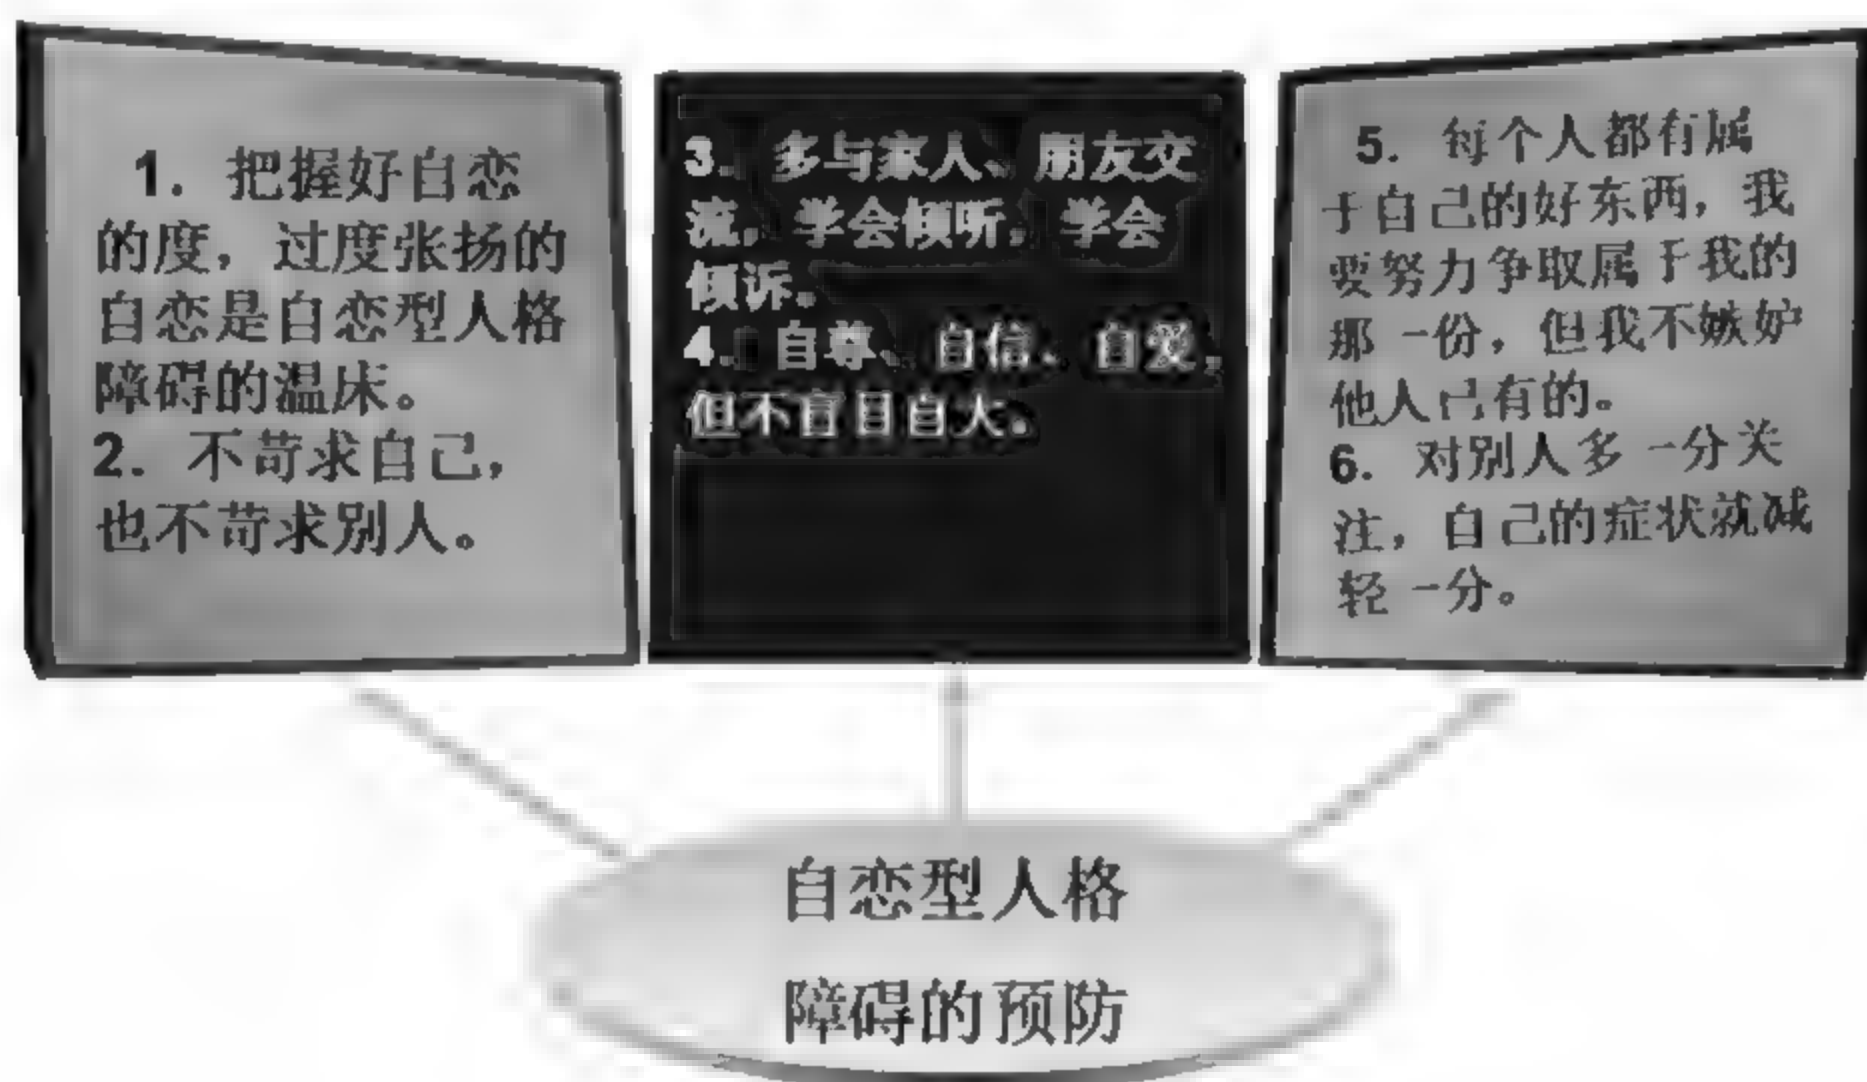 1. 把握好自恋
的度，过度张扬的
自恋是自恋型人格
障碍的温床。
2. 不苛求自己，
也不苛求别人。
3. 多与家人、朋友交
流，学会倾听，学会
倾诉。
4. 自尊、自信、自爱，
但不盲目自大。
5. 每个人都有属
于自己的好东西，我
要努力争取属于我的
那一份，但我不嫉妒
他人已有的。
6. 对别人多一分关
注，自己的症状就减
轻一分。
自恋型人格
障碍的预防